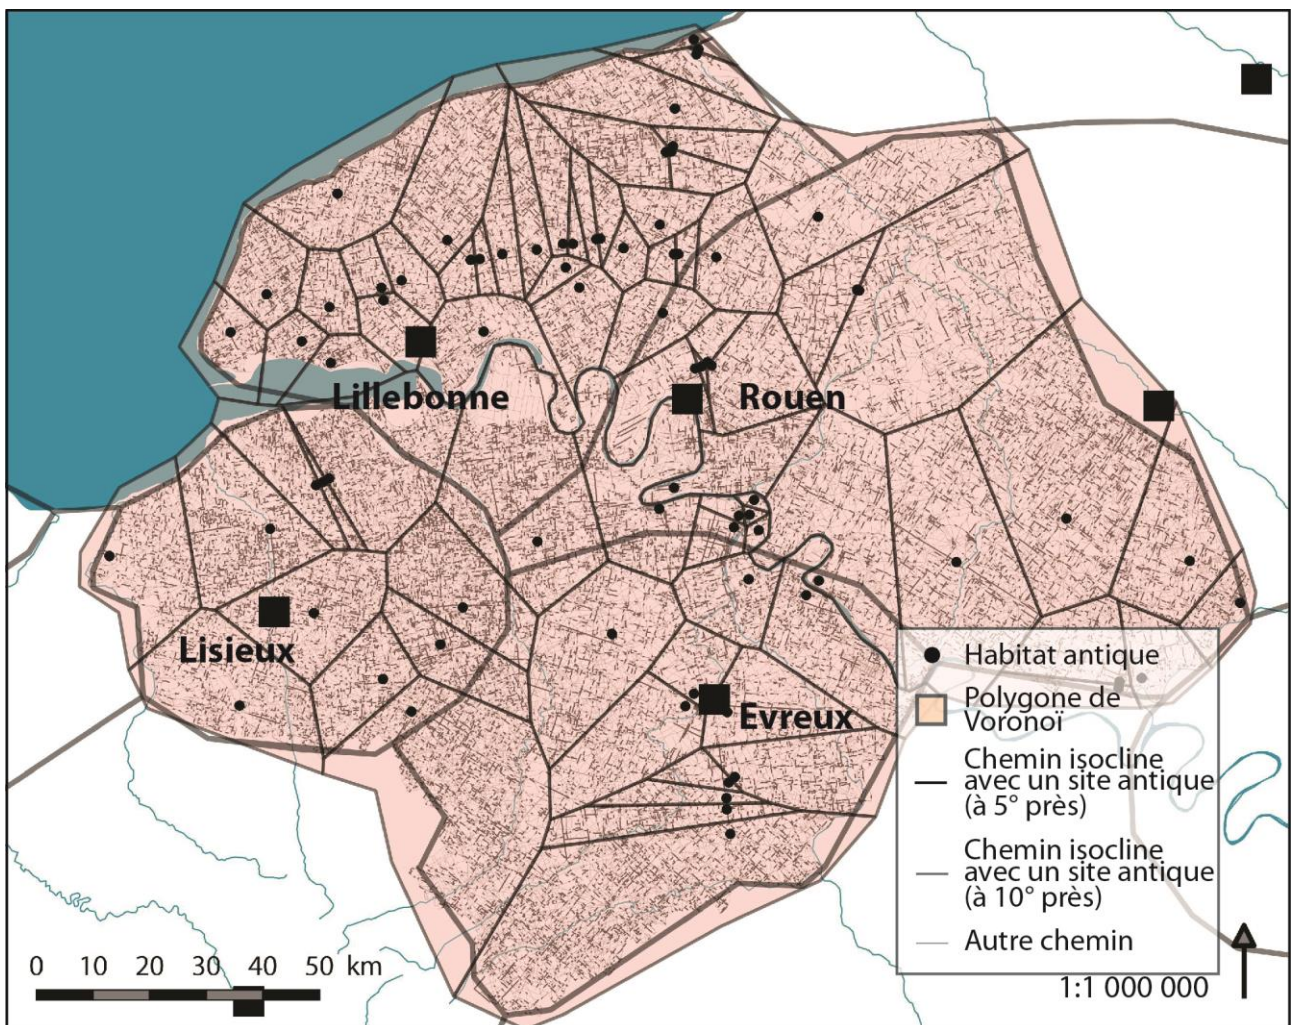 Lillebonne
Rouen
Lisieux
Evreux
Habitat antique
Polygone de
Voronoï
Chemin isocline
avec un site antique
(à 5° près)
Chemin isocline
avec un site antique
(à 10° près)
Autre chemin
0 10 20 30 40 50 km
1:1 000 000